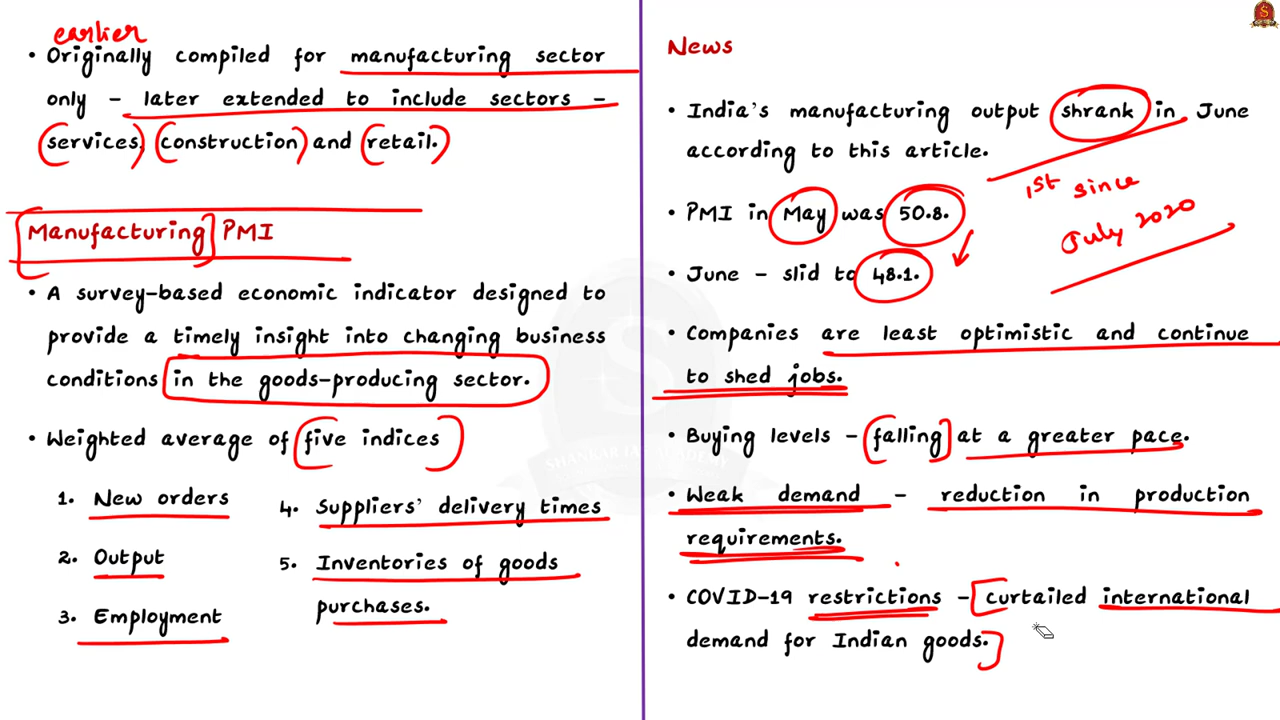 earlier
• Originally compiled for manufacturing sector
only - later extended to include sectors -
services, construction and retail.
Manufacturing PMI
• A survey-based economic indicator designed to
provide a timely insight into changing business
conditions in the goods-producing sector.
• Weighted average of five indices
1. New orders
2. Output
3. Employment
4. Suppliers' delivery times
5. Inventories of goods
purchases.
News
• India's manufacturing output shrank in June
according to this article.
1st since
July 2020
• PMI in May was 50.8.
• June - slid to 48.1.
• Companies are least optimistic and continue
to shed jobs.
• Buying levels - falling at a greater pace.
• Weak demand - reduction in production
requirements.
• COVID-19 restrictions - curtailed international
demand for Indian goods.
S
SHANKAR IAS ACADEMY